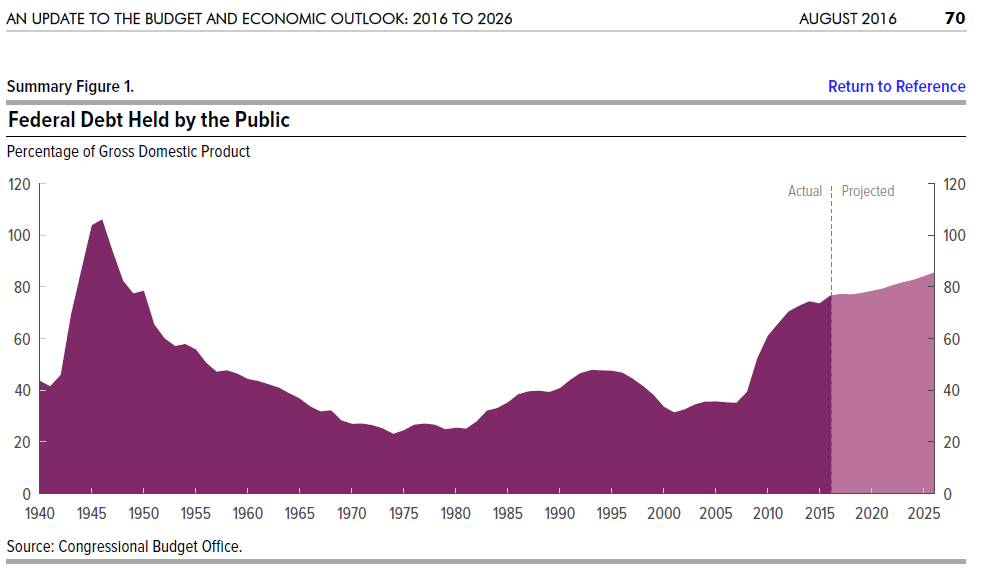 AN UPDATE TO THE BUDGET AND ECONOMIC OUTLOOK: 2016 TO 2026 AUGUST 2016 70
Summary Figure 1. Return to Reference
Federal Debt Held by the Public
Percentage of Gross Domestic Product
120 120
Actual Projected
100 100
80 80
60 60
40 40
20 20
0 0
1940 1945 1950 1955 1960 1965 1970 1975 1980 1985 1990 1995 2000 2005 2010 2015 2020 2025
Source: Congressional Budget Office.